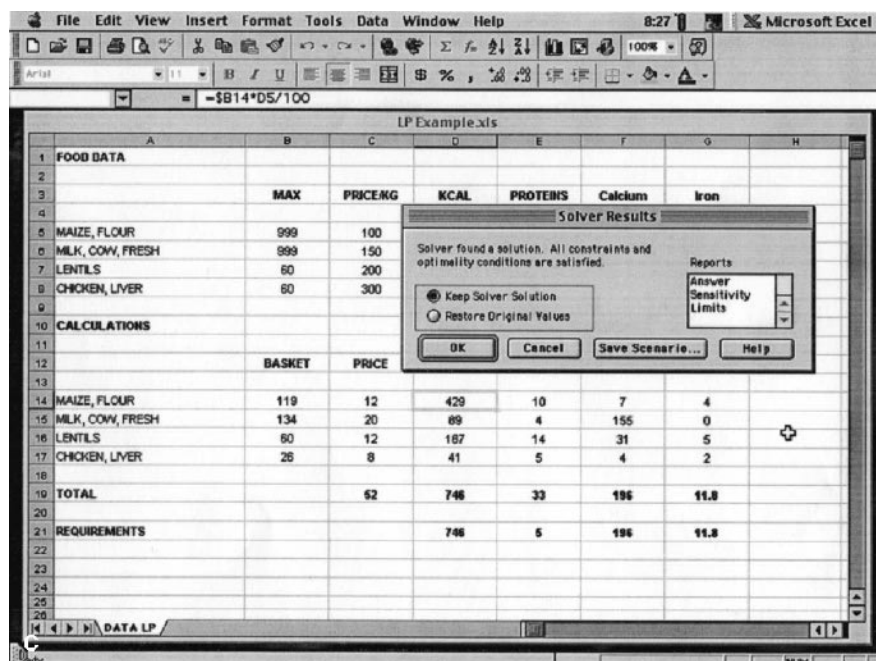 File Edit View Insert Format Tools Data Window Help 8:27 Microsoft Excel
100%
Arial 11 B I U $ % ,
= =$B14*D5/100
LP Example.xls
A B C D E F G H
1 FOOD DATA
2
3 MAX PRICE/KG KCAL PROTEINS Calcium Iron
4
5 MAIZE, FLOUR 999 100
6 MILK, COW, FRESH 999 150
7 LENTILS 60 200
8 CHICKEN, LIVER 60 300
9
10 CALCULATIONS
11
12 BASKET PRICE
13
14 MAIZE, FLOUR 119 12 429 10 7 4
15 MILK, COW, FRESH 134 20 89 4 155 0
16 LENTILS 60 12 187 14 31 5
17 CHICKEN, LIVER 26 8 41 5 4 2
18
19 TOTAL 52 746 33 196 11.8
20
21 REQUIREMENTS 746 5 196 11.8
22
23
24
25
26
DATA LP
C
Solver Results
Solver found a solution. All constraints and
optimality conditions are satisfied.
Reports
Answer
Sensitivity
Limits
Keep Solver Solution
Restore Original Values
OK Cancel Save Scenario... Help